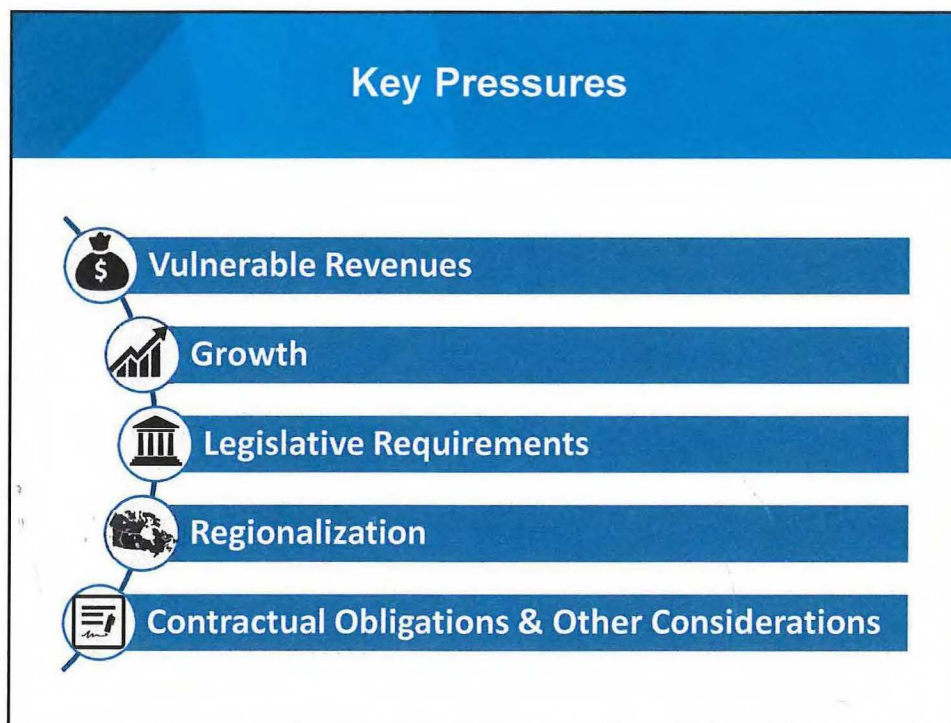 Key Pressures
$ Vulnerable Revenues
Growth
Legislative Requirements
Regionalization
Contractual Obligations & Other Considerations